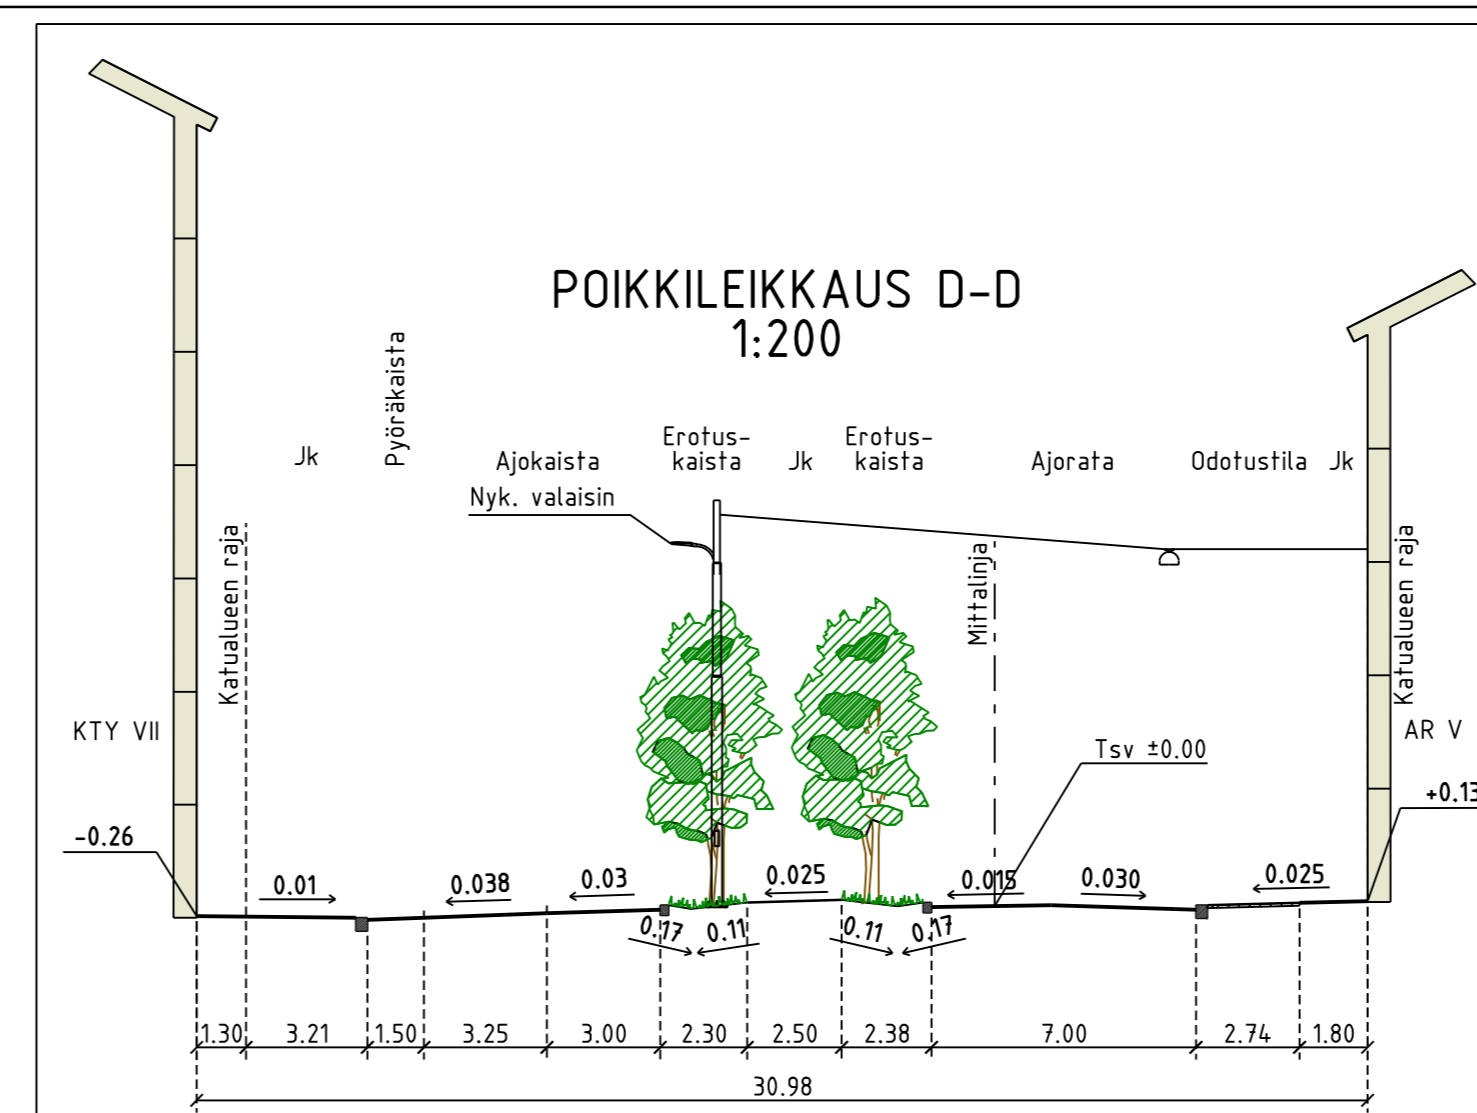 POIKKILEIKKAUS D-D
1:200
Jk
Pyöräkaista
Ajokaista
Erotus-
kaista
Jk
Erotus-
kaista
Ajorata
Odotustila
Jk
Nyk. valaisin
Katualueen raja
Mittalinja
Katualueen raja
KTY VII
AR V
Tsv ±0.00
-0.26
+0.13
0.01
0.038
0.03
0.025
0.015
0.030
0.025
0.17
0.11
0.11
0.17
1.30
3.21
1.50
3.25
3.00
2.30
2.50
2.38
7.00
2.74
1.80
30.98